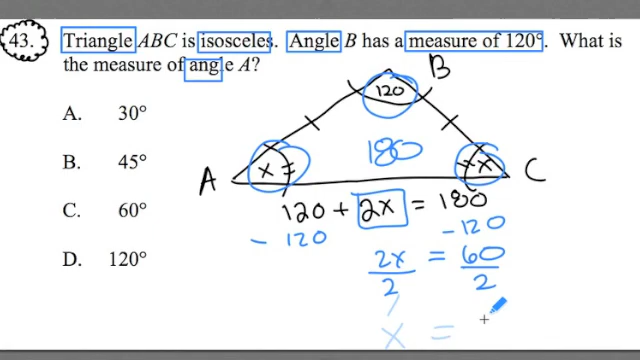 43. Triangle ABC is isosceles. Angle B has a measure of 120°. What is
the measure of angle A?
A. 30°
B. 45°
C. 60°
D. 120°
B
120
180
A x x C
120 + 2x = 180
- 120 - 120
2x = 60
2 2
x =